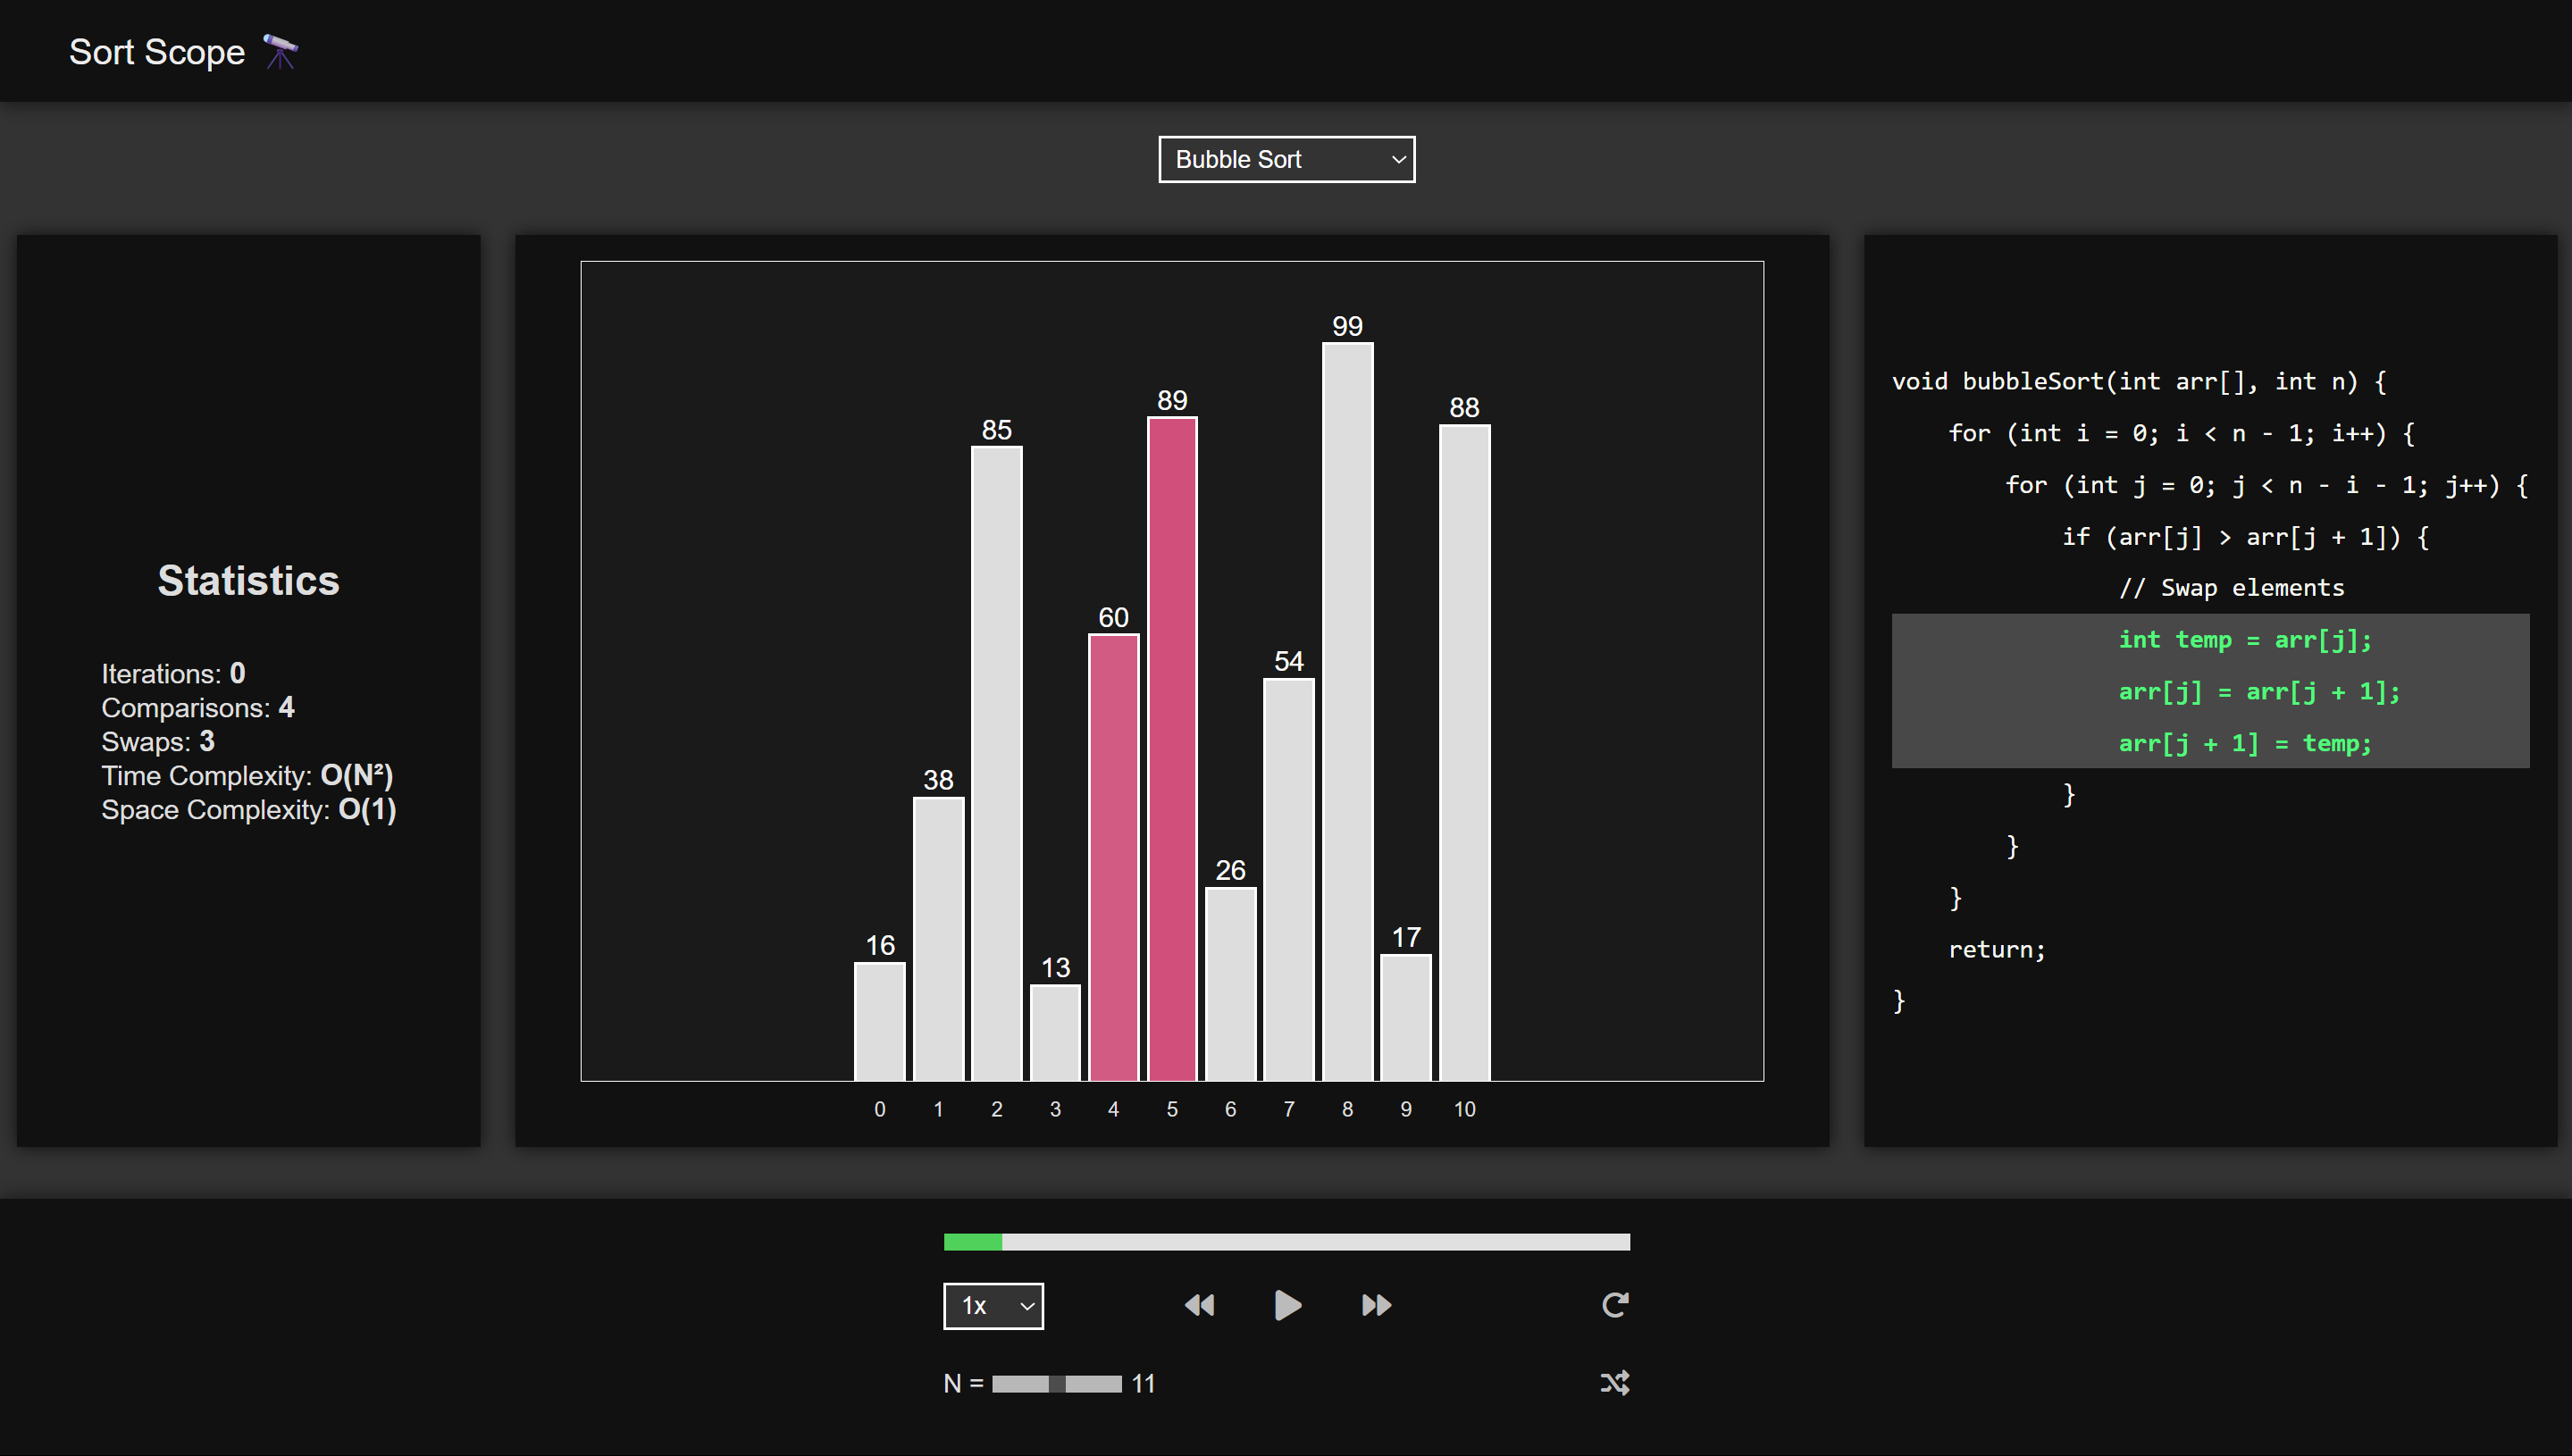 Sort Scope
Bubble Sort
Statistics
Iterations: 0
Comparisons: 4
Swaps: 3
Time Complexity: O(N²)
Space Complexity: O(1)
16
38
85
13
60
89
26
54
99
17
88
0 1 2 3 4 5 6 7 8 9 10
void bubbleSort(int arr[], int n) {
    for (int i = 0; i < n - 1; i++) {
        for (int j = 0; j < n - i - 1; j++) {
            if (arr[j] > arr[j + 1]) {
                // Swap elements
                int temp = arr[j];
                arr[j] = arr[j + 1];
                arr[j + 1] = temp;
            }
        }
    }
    return;
}
1x
N = 11